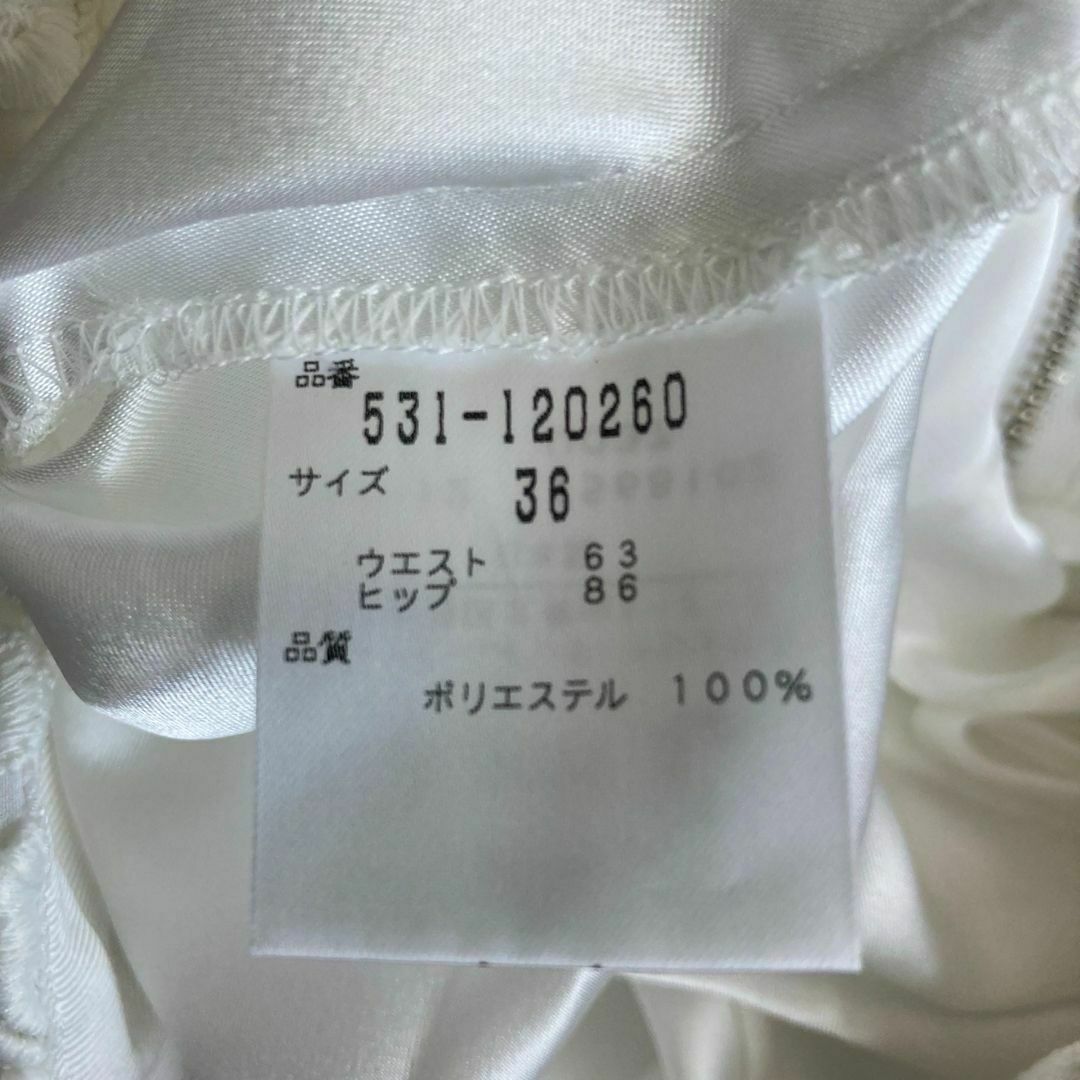 品番
531-120260
サイズ 36
ウエスト 63
ヒップ 86
品質
ポリエステル 100%